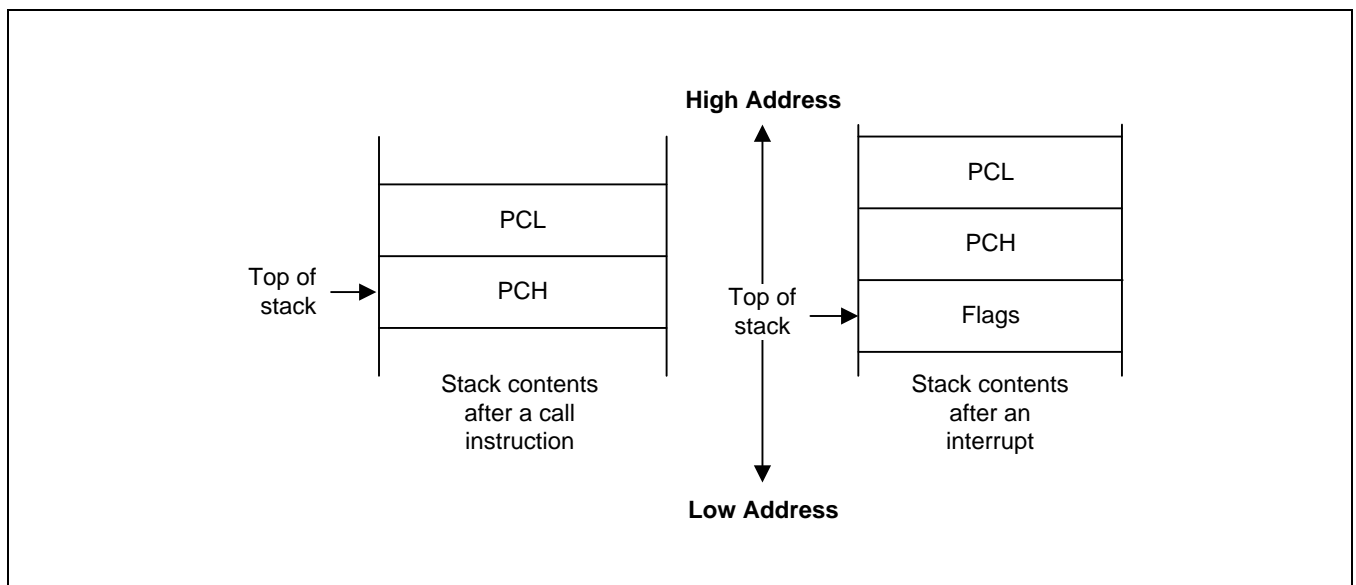 High Address
PCL
PCH
Top of
stack
Stack contents
after a call
instruction
Top of
stack
PCL
PCH
Flags
Stack contents
after an
interrupt
Low Address